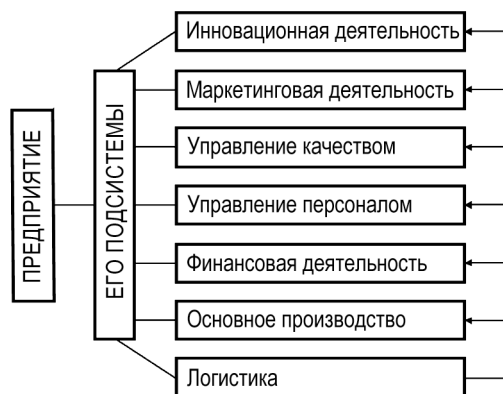 ПРЕДПРИЯТИЕ
ЕГО ПОДСИСТЕМЫ
Инновационная деятельность
Маркетинговая деятельность
Управление качеством
Управление персоналом
Финансовая деятельность
Основное производство
Логистика